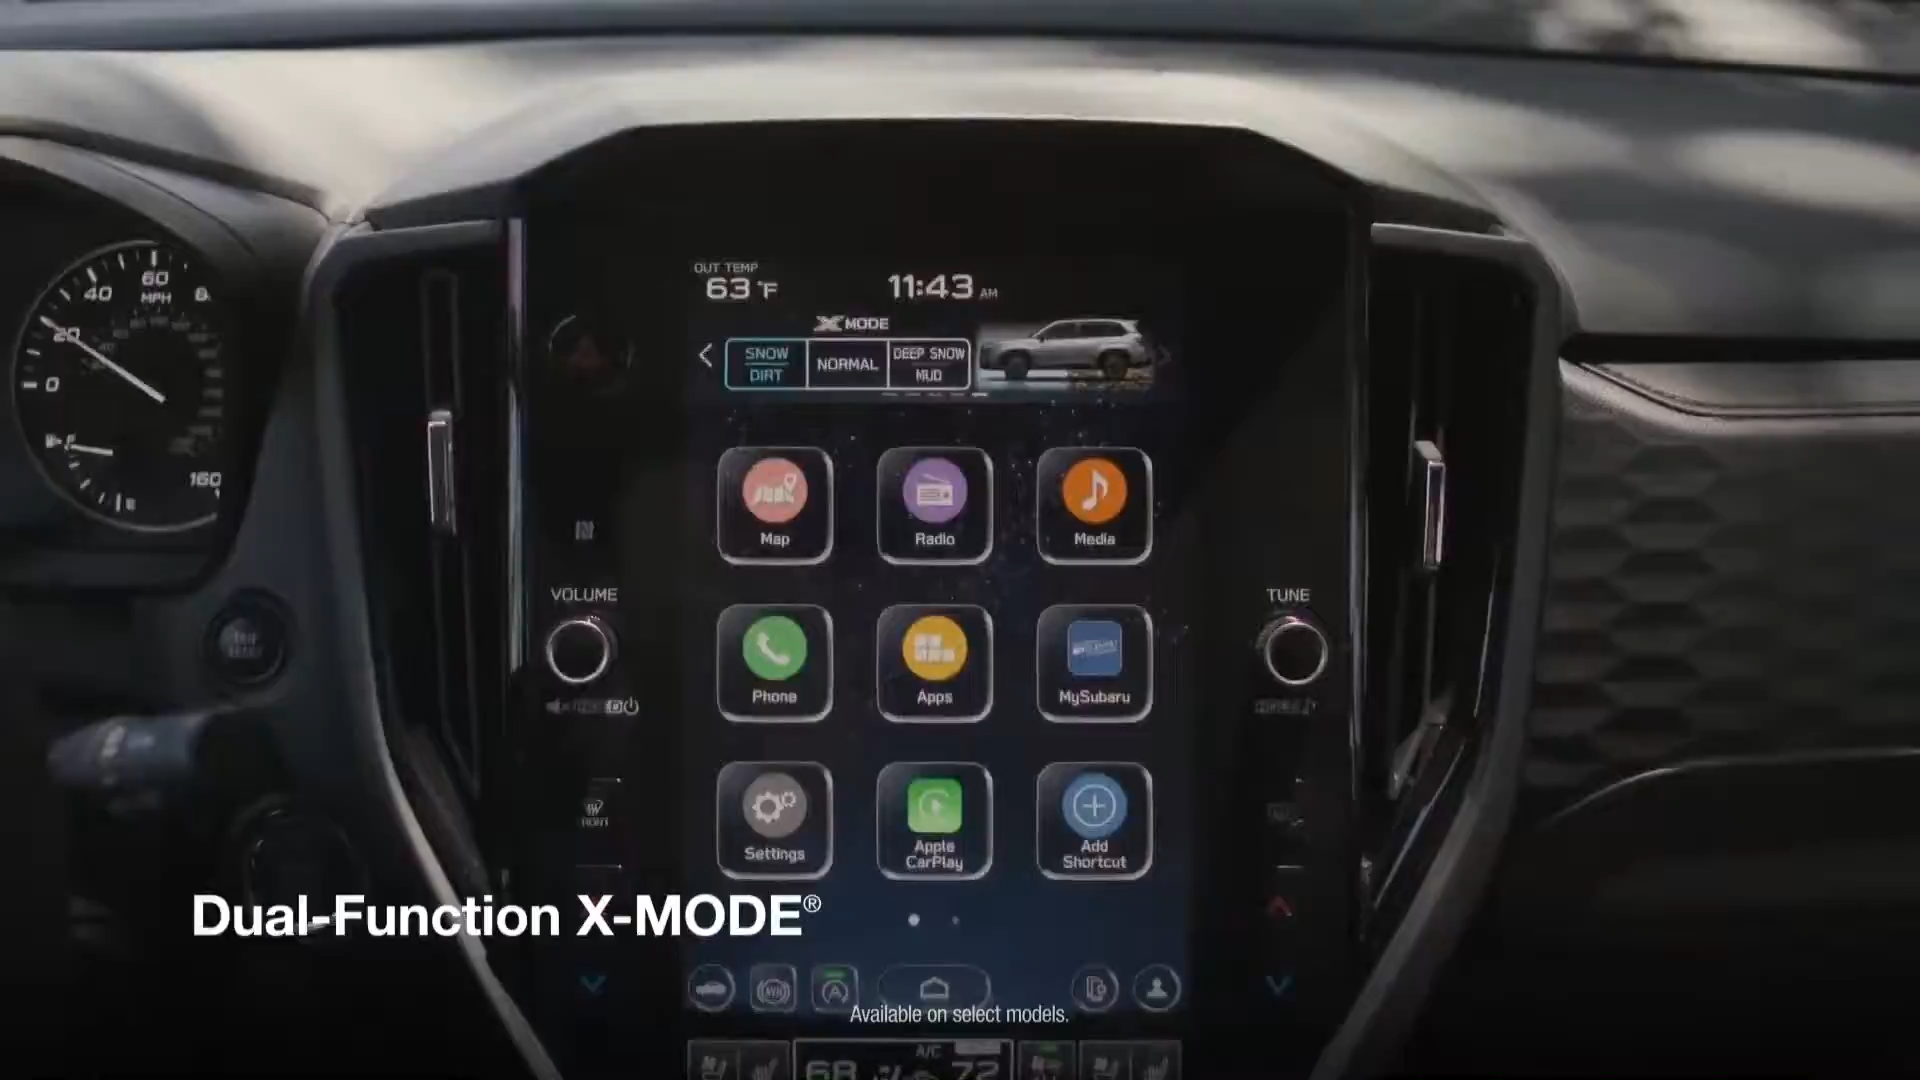 OUT TEMP
63 °F
11:43 AM
X MODE
SNOW
DIRT
NORMAL
DEEP SNOW
MUD
60
MPH
40
8
20
0
F
E
160
Map
Radio
Media
VOLUME
TUNE
Phone
Apps
MySubaru
Settings
Apple
CarPlay
Add
Shortcut
Dual-Function X-MODE®
A
Available on select models.
A/C
68
72